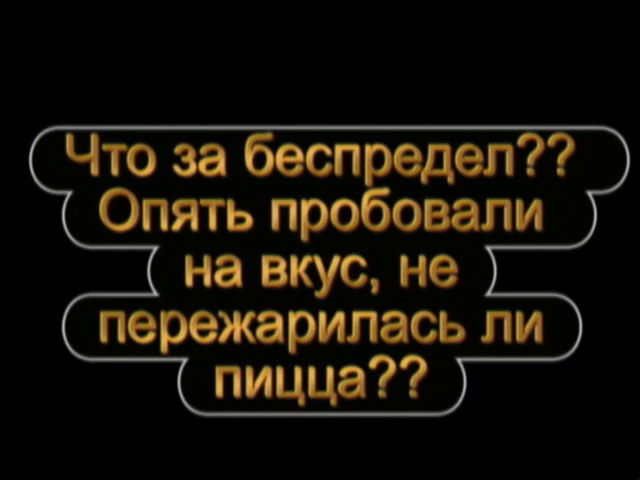 Что за беспредел??
Опять пробовали
на вкус, не
пережарилась ли
пицца??